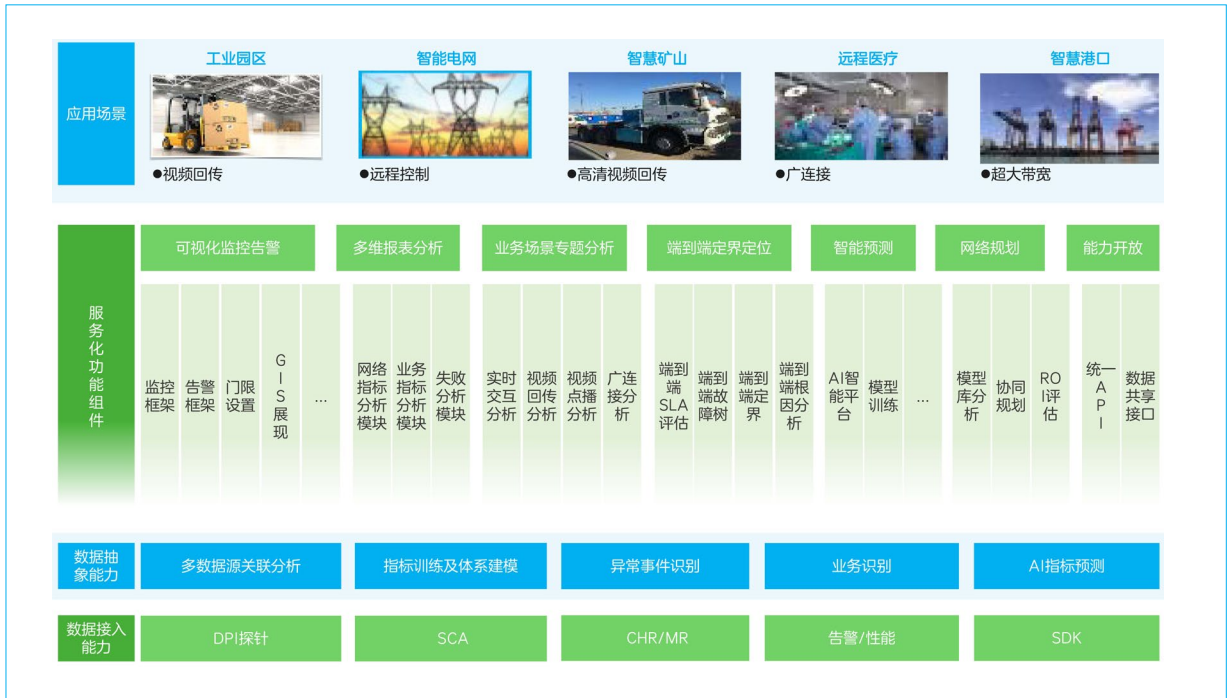 应用场景
工业园区
智能电网
智慧矿山
远程医疗
智慧港口
●视频回传
●远程控制
●高清视频回传
●广连接
●超大带宽
服务化功能组件
可视化监控告警
多维报表分析
业务场景专题分析
端到端定界定位
智能预测
网络规划
能力开放
监控
框架
告警
框架
门限
设置
GIS展现
...
网络
指标
分析
模块
业务
指标
分析
模块
失败
分析
模块
实时
交互
分析
视频
回传
分析
视频
点播
分析
广连
接分
析
端到
端
SLA
评估
端到
端故
障树
端到
端定
界
端到
端根
因分
析
AI智
能平
台
模型
训练
...
模型
库分
析
协同
规划
RO
I评
估
统一
A
P
I
数据
共享
接口
数据抽
象能力
多数据源关联分析
指标训练及体系建模
异常事件识别
业务识别
AI指标预测
数据接入
能力
DPI探针
SCA
CHR/MR
告警/性能
SDK